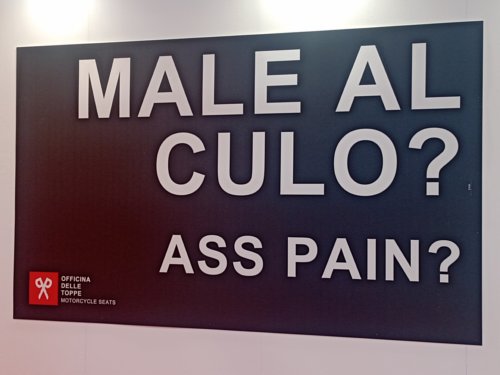 MALE AL
CULO?
ASS PAIN?
OFFICINA
DELLE
TOPPE
MOTORCYCLE SEATS